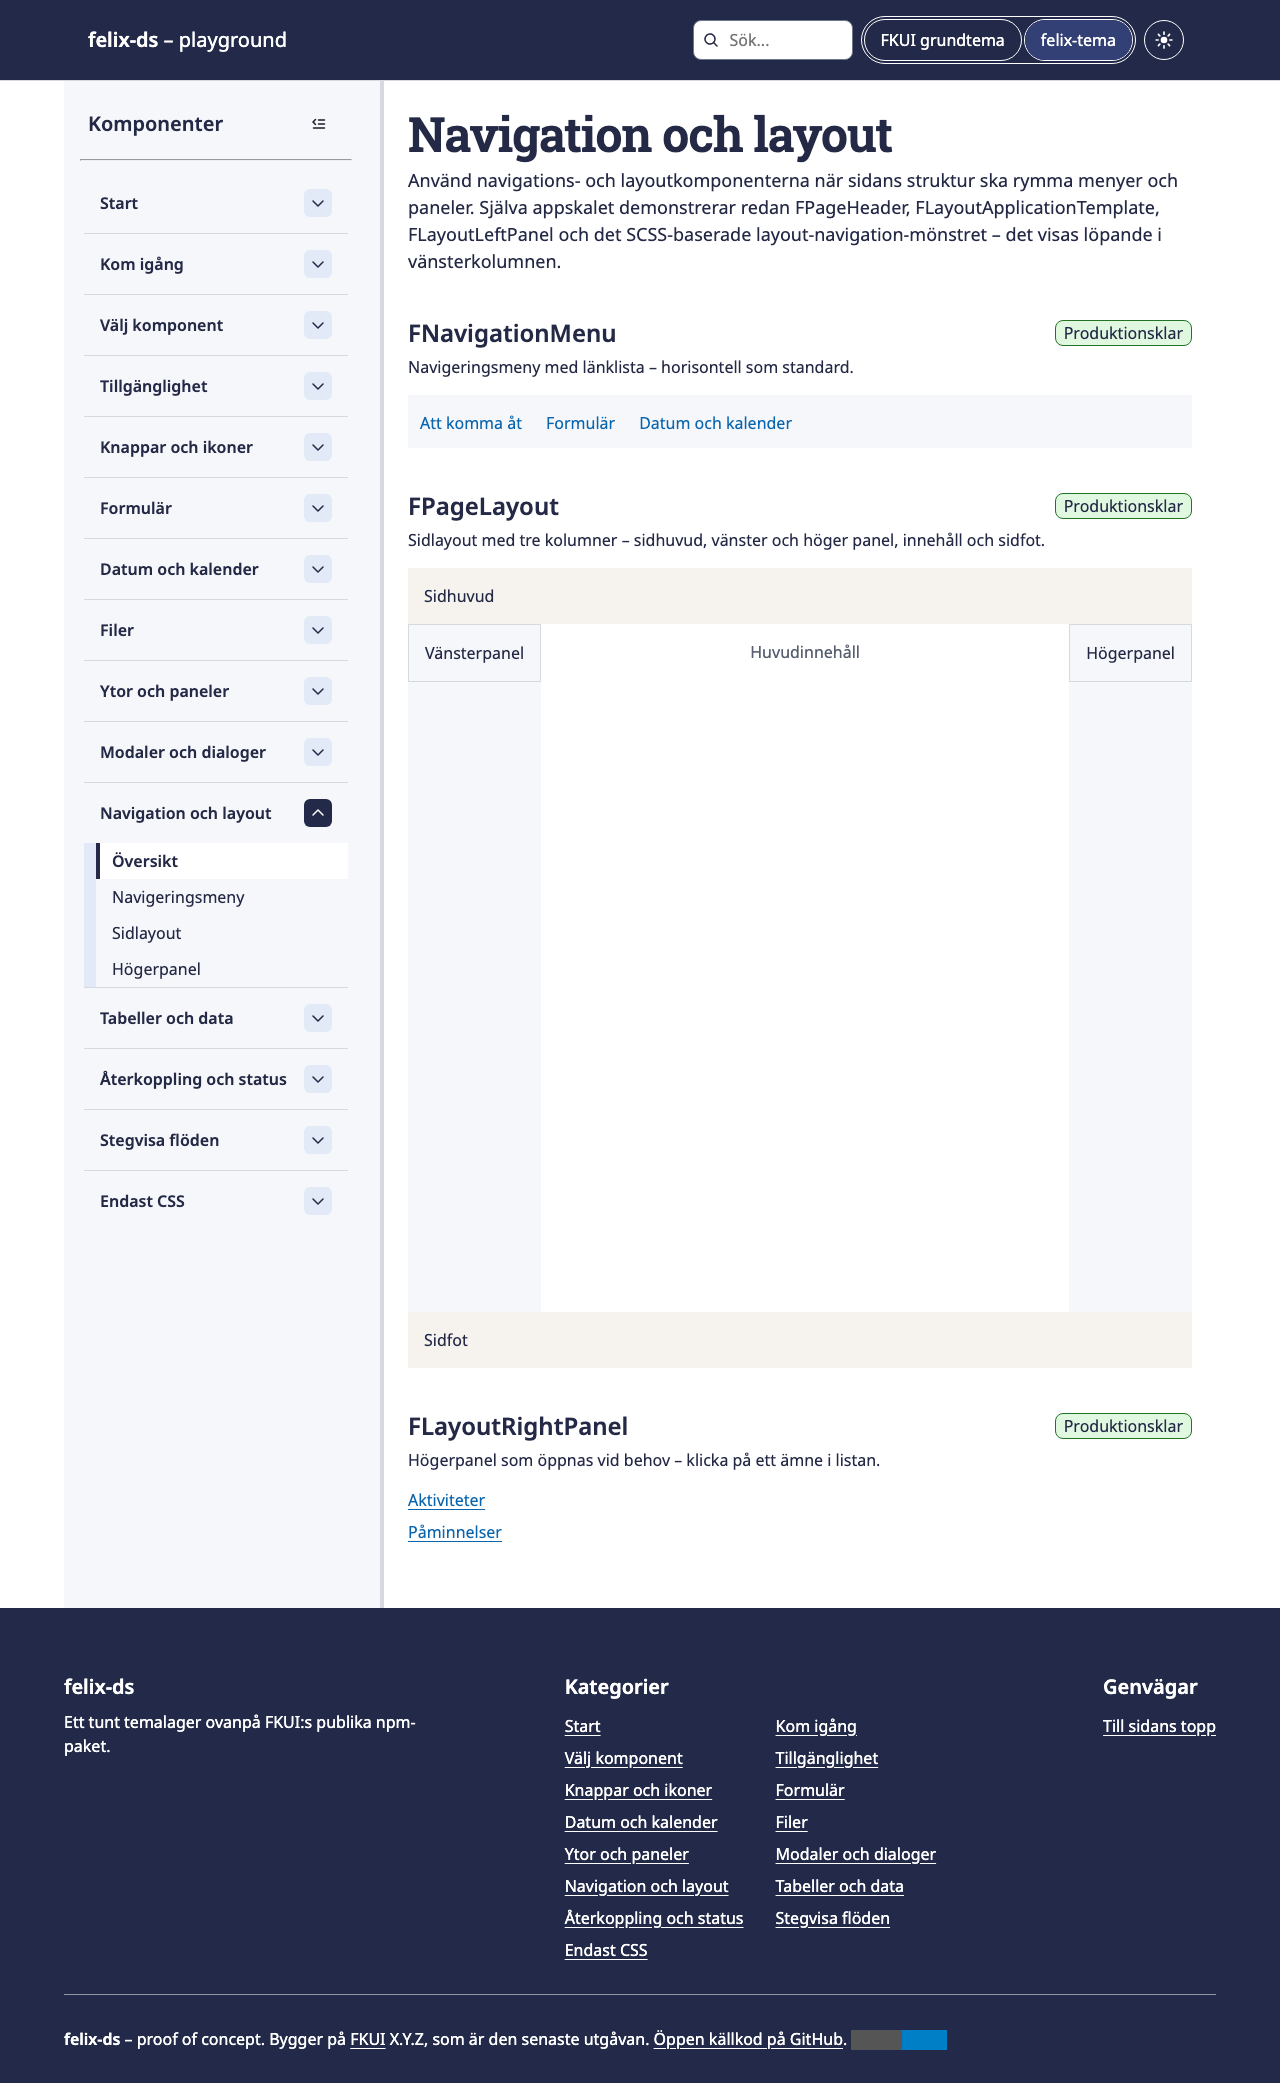 felix-ds – playground
Sök...
FKUI grundtema
felix-tema
Komponenter
Start
Kom igång
Välj komponent
Tillgänglighet
Knappar och ikoner
Formulär
Datum och kalender
Filer
Ytor och paneler
Modaler och dialoger
Navigation och layout
Översikt
Navigeringsmeny
Sidlayout
Högerpanel
Tabeller och data
Återkoppling och status
Stegvisa flöden
Endast CSS
Navigation och layout
Använd navigations- och layoutkomponenterna när sidans struktur ska rymma menyer och
paneler. Själva appskalet demonstrerar redan FPageHeader, FLayoutApplicationTemplate,
FLayoutLeftPanel och det SCSS-baserade layout-navigation-mönstret – det visas löpande i
vänsterkolumnen.
FNavigationMenu
Produktionsklar
Navigeringsmeny med länklista – horisontell som standard.
Att komma åt
Formulär
Datum och kalender
FPageLayout
Produktionsklar
Sidlayout med tre kolumner – sidhuvud, vänster och höger panel, innehåll och sidfot.
Sidhuvud
Vänsterpanel
Huvudinnehåll
Högerpanel
Sidfot
FLayoutRightPanel
Produktionsklar
Högerpanel som öppnas vid behov – klicka på ett ämne i listan.
Aktiviteter
Påminnelser
felix-ds
Ett tunt temalager ovanpå FKUI:s publika npm-
paket.
Kategorier
Start
Kom igång
Välj komponent
Tillgänglighet
Knappar och ikoner
Formulär
Datum och kalender
Filer
Ytor och paneler
Modaler och dialoger
Navigation och layout
Tabeller och data
Återkoppling och status
Stegvisa flöden
Endast CSS
Genvägar
Till sidans topp
felix-ds – proof of concept. Bygger på FKUI X.Y.Z, som är den senaste utgåvan. Öppen källkod på GitHub.